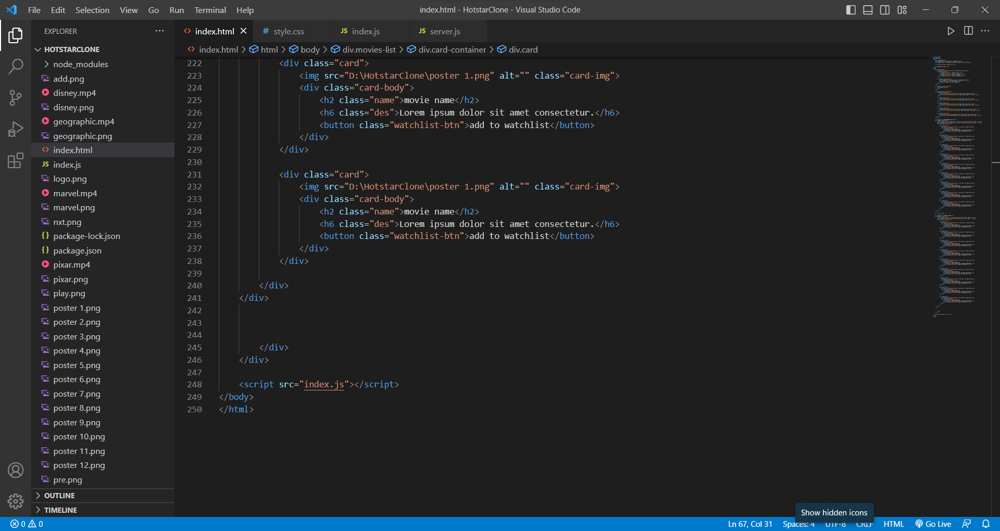 File Edit Selection View Go Run Terminal Help
index.html - HotstarClone - Visual Studio Code
EXPLORER
HOTSTARCLONE
node_modules
add.png
disney.mp4
disney.png
geographic.mp4
geographic.png
index.html
JS index.js
logo.png
marvel.mp4
marvel.png
nxt.png
{} package-lock.json
{} package.json
pixar.mp4
pixar.png
play.png
poster 1.png
poster 2.png
poster 3.png
poster 4.png
poster 5.png
poster 6.png
poster 7.png
poster 8.png
poster 9.png
poster 10.png
poster 11.png
poster 12.png
pre.png
OUTLINE
TIMELINE
<> index.html # style.css JS index.js JS server.js
<> index.html > html > body > div.movies-list > div.card-container > div.card
222 <div class="card">
223 <img src="D:\HotstarClone\poster 1.png" alt="" class="card-img">
224 <div class="card-body">
225 <h2 class="name">movie name</h2>
226 <h6 class="des">Lorem ipsum dolor sit amet consectetur.</h6>
227 <button class="watchlist-btn">add to watchlist</button>
228 </div>
229 </div>
230
231 <div class="card">
232 <img src="D:\HotstarClone\poster 1.png" alt="" class="card-img">
233 <div class="card-body">
234 <h2 class="name">movie name</h2>
235 <h6 class="des">Lorem ipsum dolor sit amet consectetur.</h6>
236 <button class="watchlist-btn">add to watchlist</button>
237 </div>
238 </div>
239
240 </div>
241 </div>
242
243
244
245 </div>
246 </div>
247
248 <script src="index.js"></script>
249 </body>
250 </html>
Show hidden icons
0 0 Ln 67, Col 31 Spaces: 4 UTF-8 CRLF HTML Go Live